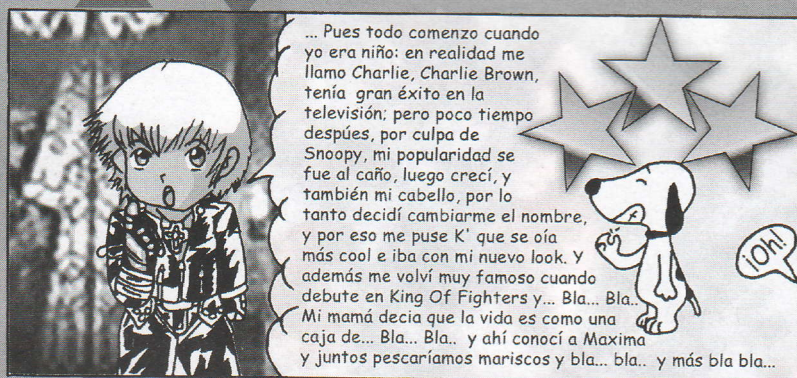 ... Pues todo comenzo cuando
yo era niño: en realidad me
llamo Charlie, Charlie Brown,
tenía gran éxito en la
televisión; pero poco tiempo
despúes, por culpa de
Snoopy, mi popularidad se
fue al caño, luego crecí, y
también mi cabello, por lo
tanto decidí cambiarme el nombre,
y por eso me puse K' que se oía
más cool e iba con mi nuevo look. Y
además me volví muy famoso cuando
debute en King Of Fighters y... Bla... Bla..
Mi mamá decia que la vida es como una
caja de... Bla... Bla.. y ahí conocí a Maxima
y juntos pescaríamos mariscos y bla... bla.. y más bla bla...
¡Oh!